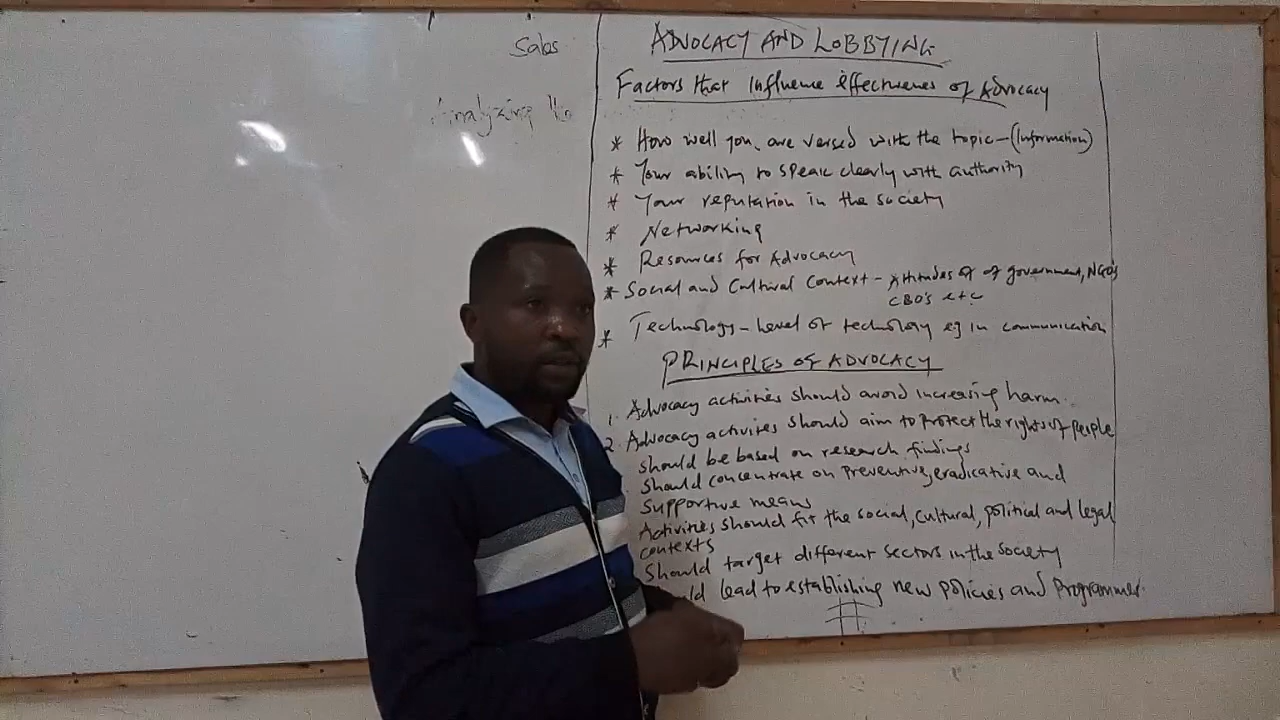 Sabs
Analyzing the
ADVOCACY AND LOBBYING
Factors that influence effectiveness of Advocacy
* How well you are versed with the topic - (Information)
* Your ability to speak clearly with authority
* Your reputation in the society
* Networking
* Resources for Advocacy
* Social and Cultural Context - Attitudes of of government, NGO's
CBO's etc
* Technology - Level of technology eg in communication
PRINCIPLES OF ADVOCACY
1. Advocacy activities should avoid increasing harm.
2. Advocacy activites should aim to protect the rights of people
should be based on research findings
should concentrate on preventive, eradicative and
supportive means
Activities should fit the social, cultural, political and legal
contexts
Should target different sectors in the society
lead to establishing new policies and programmes